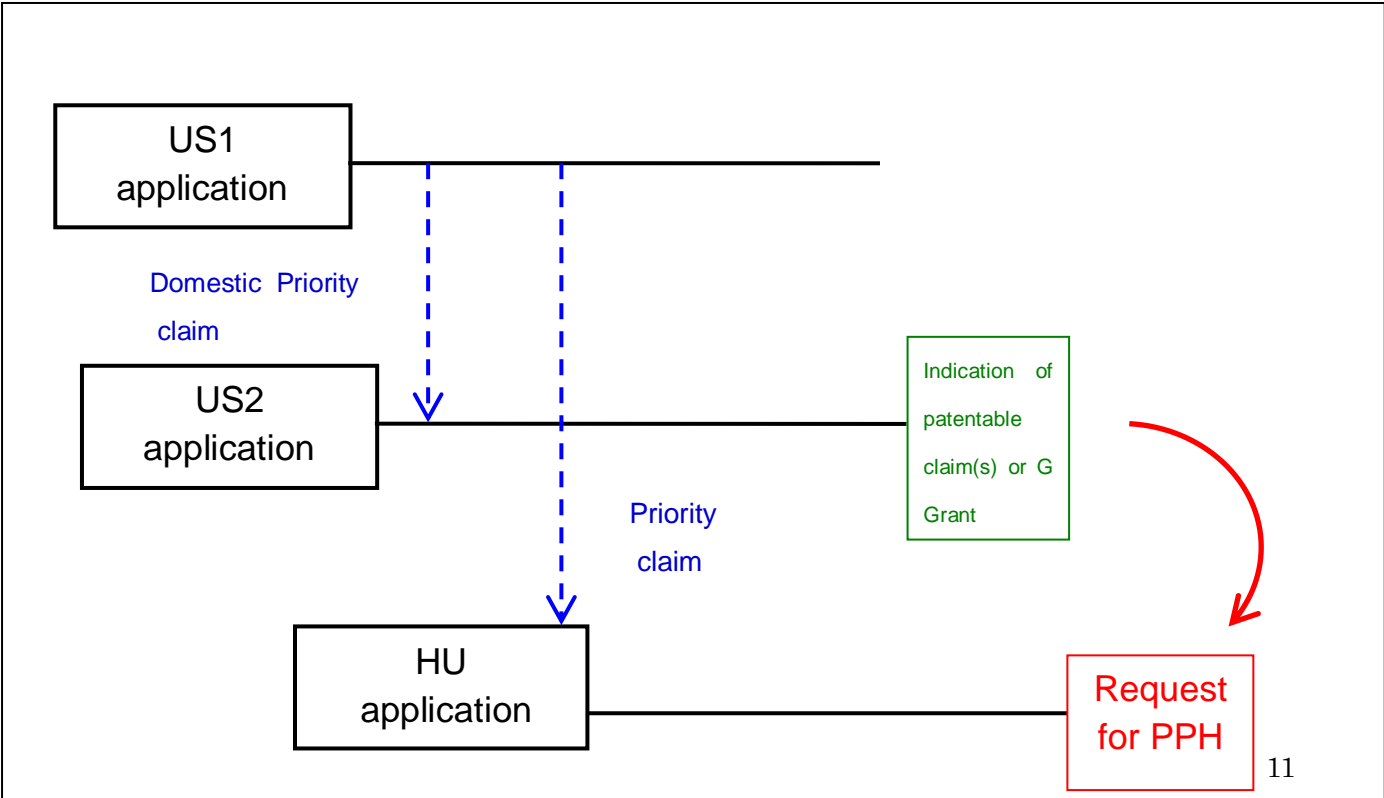 US1
application
Domestic Priority
claim
US2
application
Indication of
patentable
claim(s) or G
Grant
Priority
claim
HU
application
Request
for PPH
11